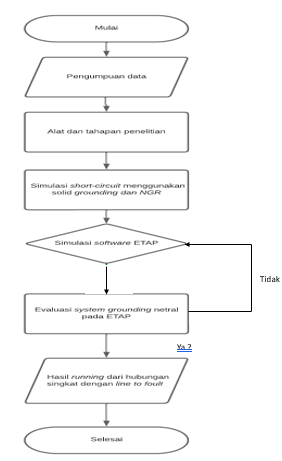 Mulai
Pengumpuan data
Alat dan tahapan penelitian
Simulasi short-circuit menggunakan
solid grounding dan NGR
Simulasi software ETAP
Tidak
Evaluasi system grounding netral
pada ETAP
Ya ?
Hasil running dari hubungan
singkat dengan line to foult
Selesai